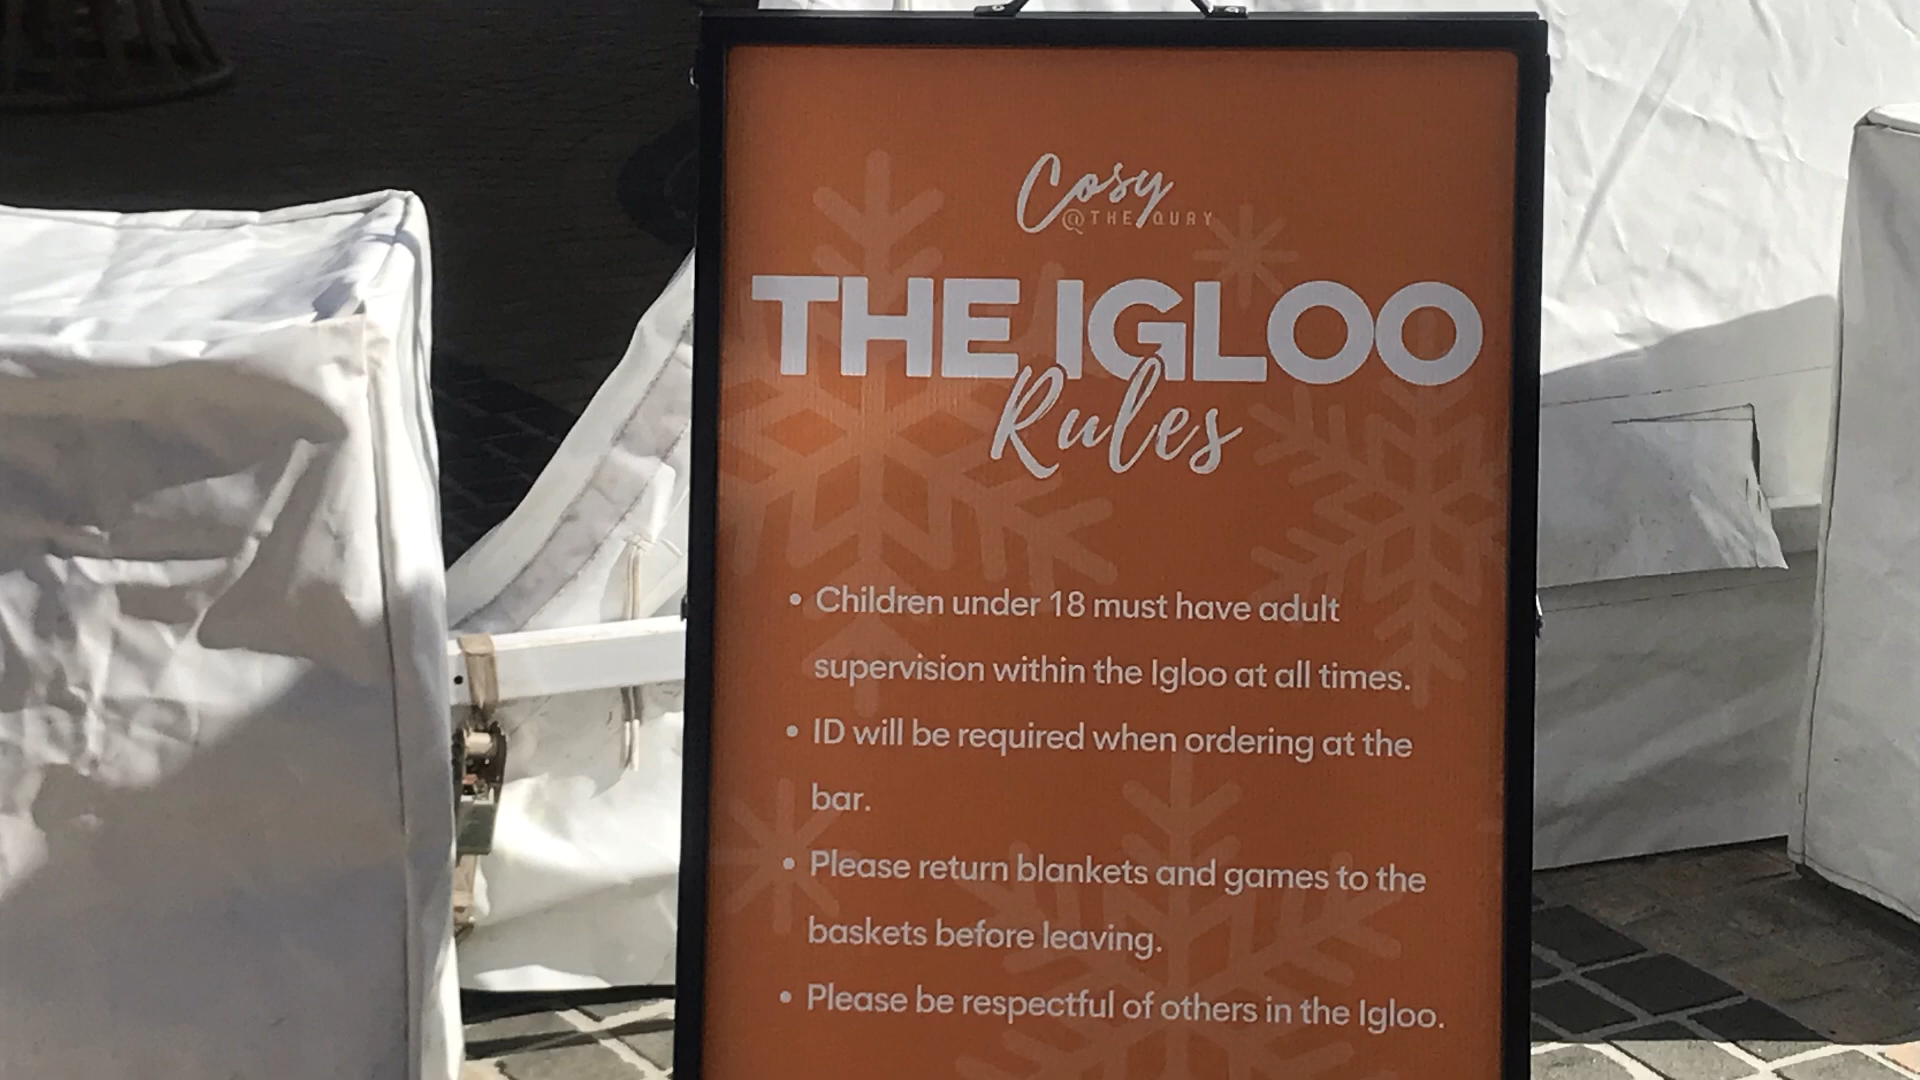 Cosy
@THE QUAY
THE IGLOO
Rules
• Children under 18 must have adult
supervision within the Igloo at all times.
• ID will be required when ordering at the
bar.
• Please return blankets and games to the
baskets before leaving.
• Please be respectful of others in the Igloo.